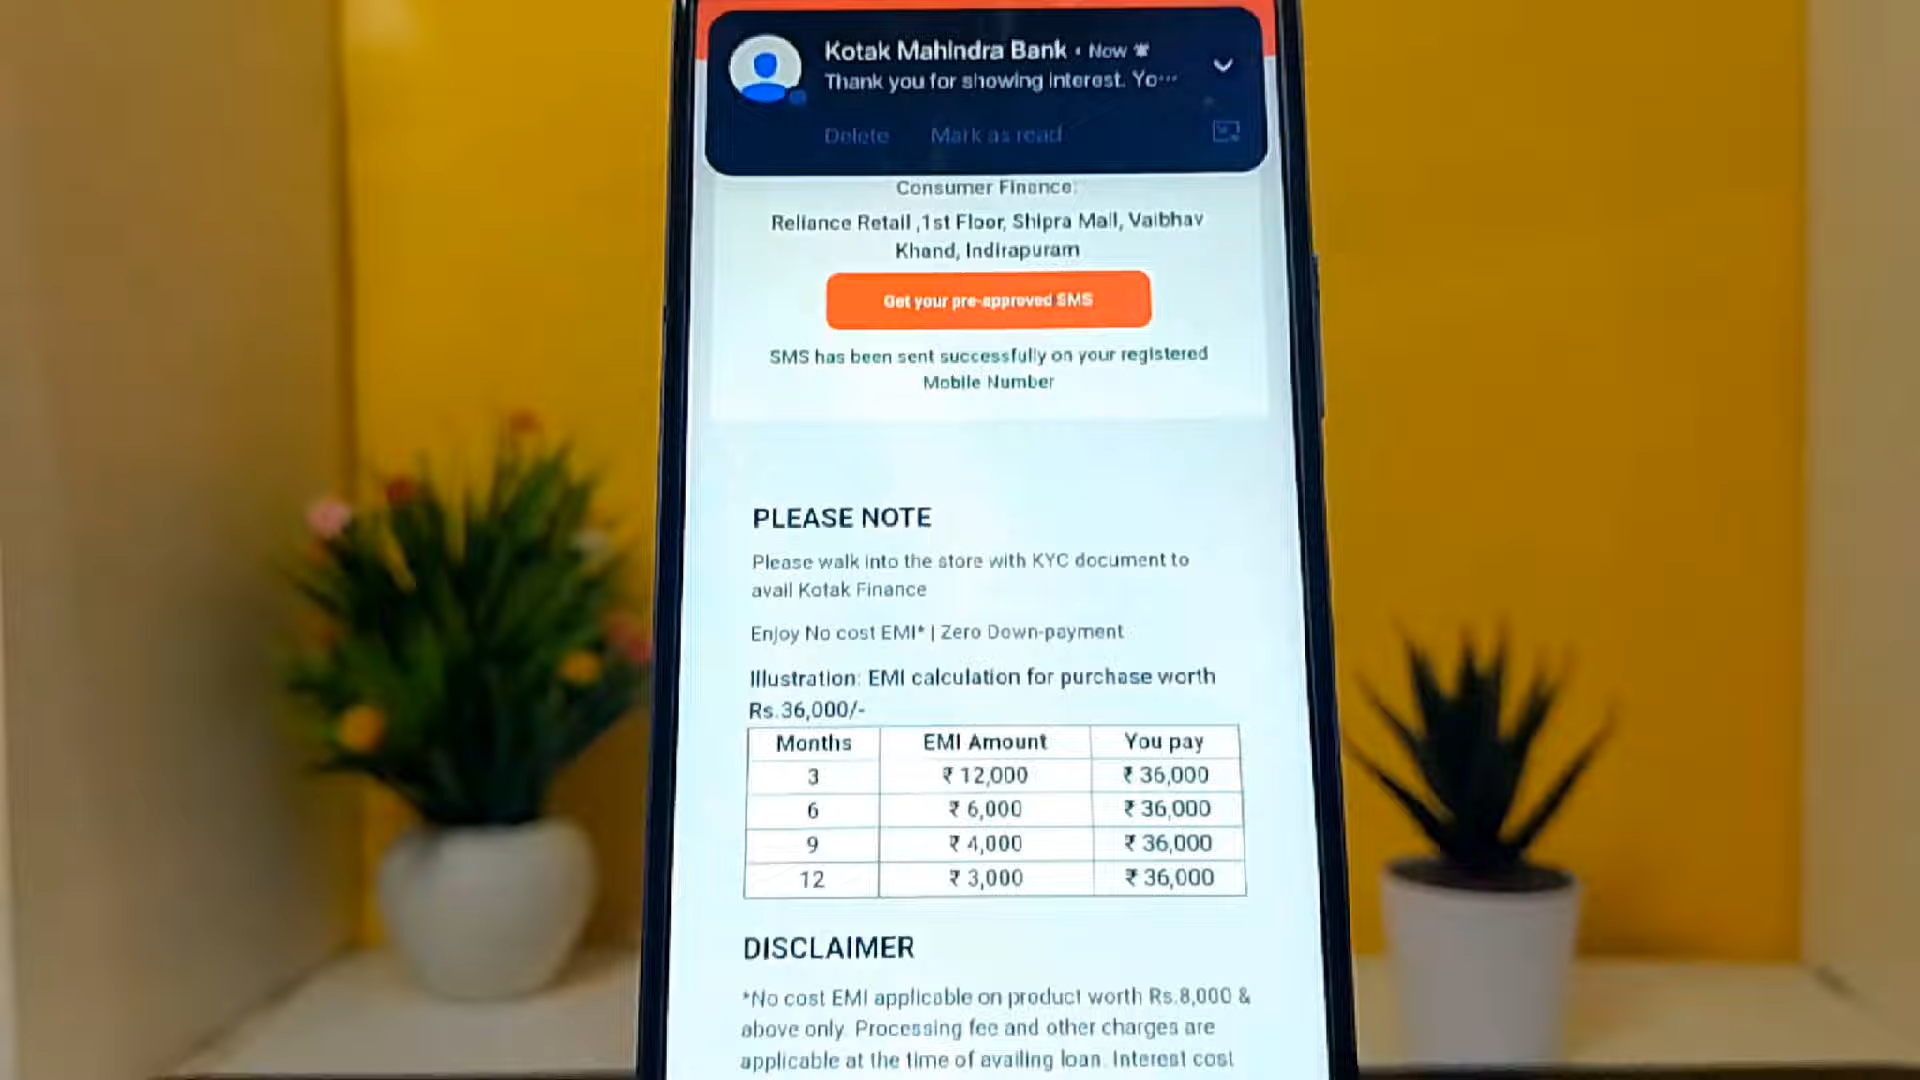 Kotak Mahindra Bank • Now
Thank you for showing interest. Yo...
Delete Mark as read
Consumer Finance:
Reliance Retail ,1st Floor, Shipra Mall, Vaibhav
Khand, Indirapuram
Get your pre-approved SMS
SMS has been sent successfully on your registered
Mobile Number
PLEASE NOTE
Please walk into the store with KYC document to
avail Kotak Finance
Enjoy No cost EMI* | Zero Down-payment
Illustration: EMI calculation for purchase worth
Rs.36,000/-
Months EMI Amount You pay
3 ₹ 12,000 ₹ 36,000
6 ₹ 6,000 ₹ 36,000
9 ₹ 4,000 ₹ 36,000
12 ₹ 3,000 ₹ 36,000
DISCLAIMER
*No cost EMI applicable on product worth Rs.8,000 &
above only. Processing fee and other charges are
applicable at the time of availing loan. Interest cost